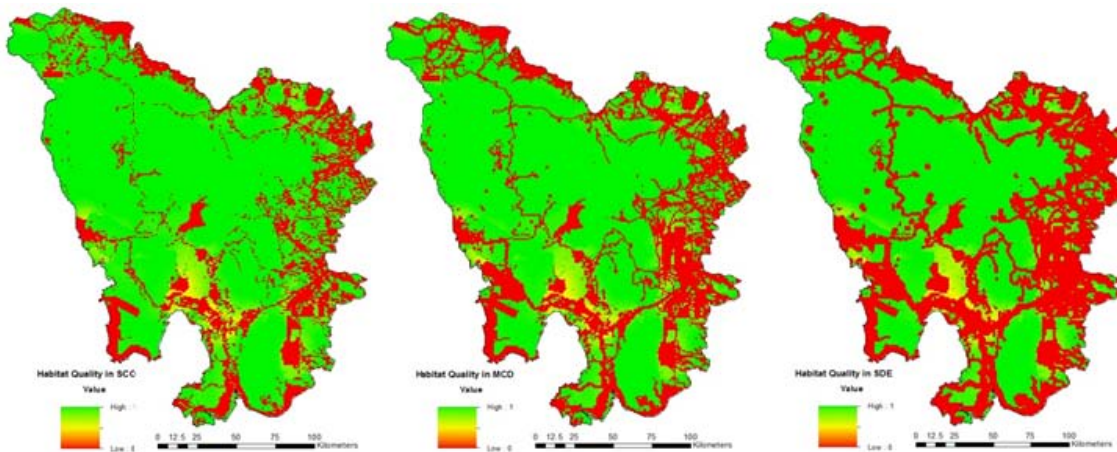 Habitat Quality in SCC
Value
High : 1
Low : 0
0 12.5 25 50 75 100
Kilometers
Habitat Quality in MCD
Value
High : 1
Low : 0
0 12.5 25 50 75 100
Kilometers
Habitat Quality in SDE
Value
High : 1
Low : 0
0 12.5 25 50 75 100
Kilometers